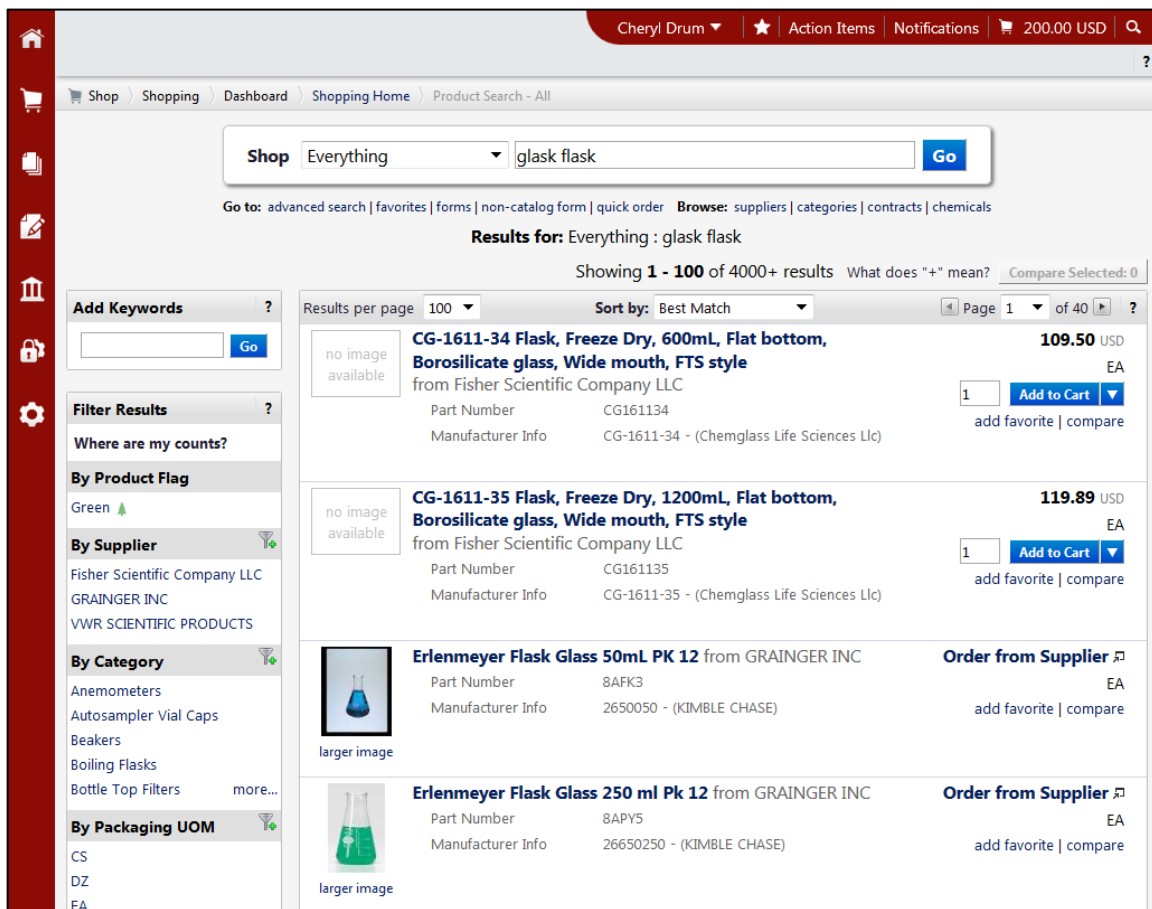 Cheryl Drum ▼ ★ Action Items Notifications 200.00 USD
?
Shop Shopping Dashboard Shopping Home Product Search - All
Shop Everything glask flask Go
Go to: advanced search | favorites | forms | non-catalog form | quick order Browse: suppliers | categories | contracts | chemicals
Results for: Everything : glask flask
Showing 1 - 100 of 4000+ results What does "+" mean? Compare Selected: 0
Add Keywords ?
Go
Filter Results ?
Where are my counts?
By Product Flag
Green
By Supplier
Fisher Scientific Company LLC
GRAINGER INC
VWR SCIENTIFIC PRODUCTS
By Category
Anemometers
Autosampler Vial Caps
Beakers
Boiling Flasks
Bottle Top Filters more...
By Packaging UOM
CS
DZ
EA
Results per page 100 Sort by: Best Match Page 1 of 40 ?
no image available
CG-1611-34 Flask, Freeze Dry, 600mL, Flat bottom,
Borosilicate glass, Wide mouth, FTS style
from Fisher Scientific Company LLC
Part Number CG161134
Manufacturer Info CG-1611-34 - (Chemglass Life Sciences Llc)
109.50 USD
EA
1 Add to Cart
add favorite | compare
no image available
CG-1611-35 Flask, Freeze Dry, 1200mL, Flat bottom,
Borosilicate glass, Wide mouth, FTS style
from Fisher Scientific Company LLC
Part Number CG161135
Manufacturer Info CG-1611-35 - (Chemglass Life Sciences Llc)
119.89 USD
EA
1 Add to Cart
add favorite | compare
Erlenmeyer Flask Glass 50mL PK 12 from GRAINGER INC
Part Number 8AFK3
Manufacturer Info 2650050 - (KIMBLE CHASE)
larger image
Order from Supplier
EA
add favorite | compare
Erlenmeyer Flask Glass 250 ml Pk 12 from GRAINGER INC
Part Number 8APY5
Manufacturer Info 26650250 - (KIMBLE CHASE)
larger image
Order from Supplier
EA
add favorite | compare